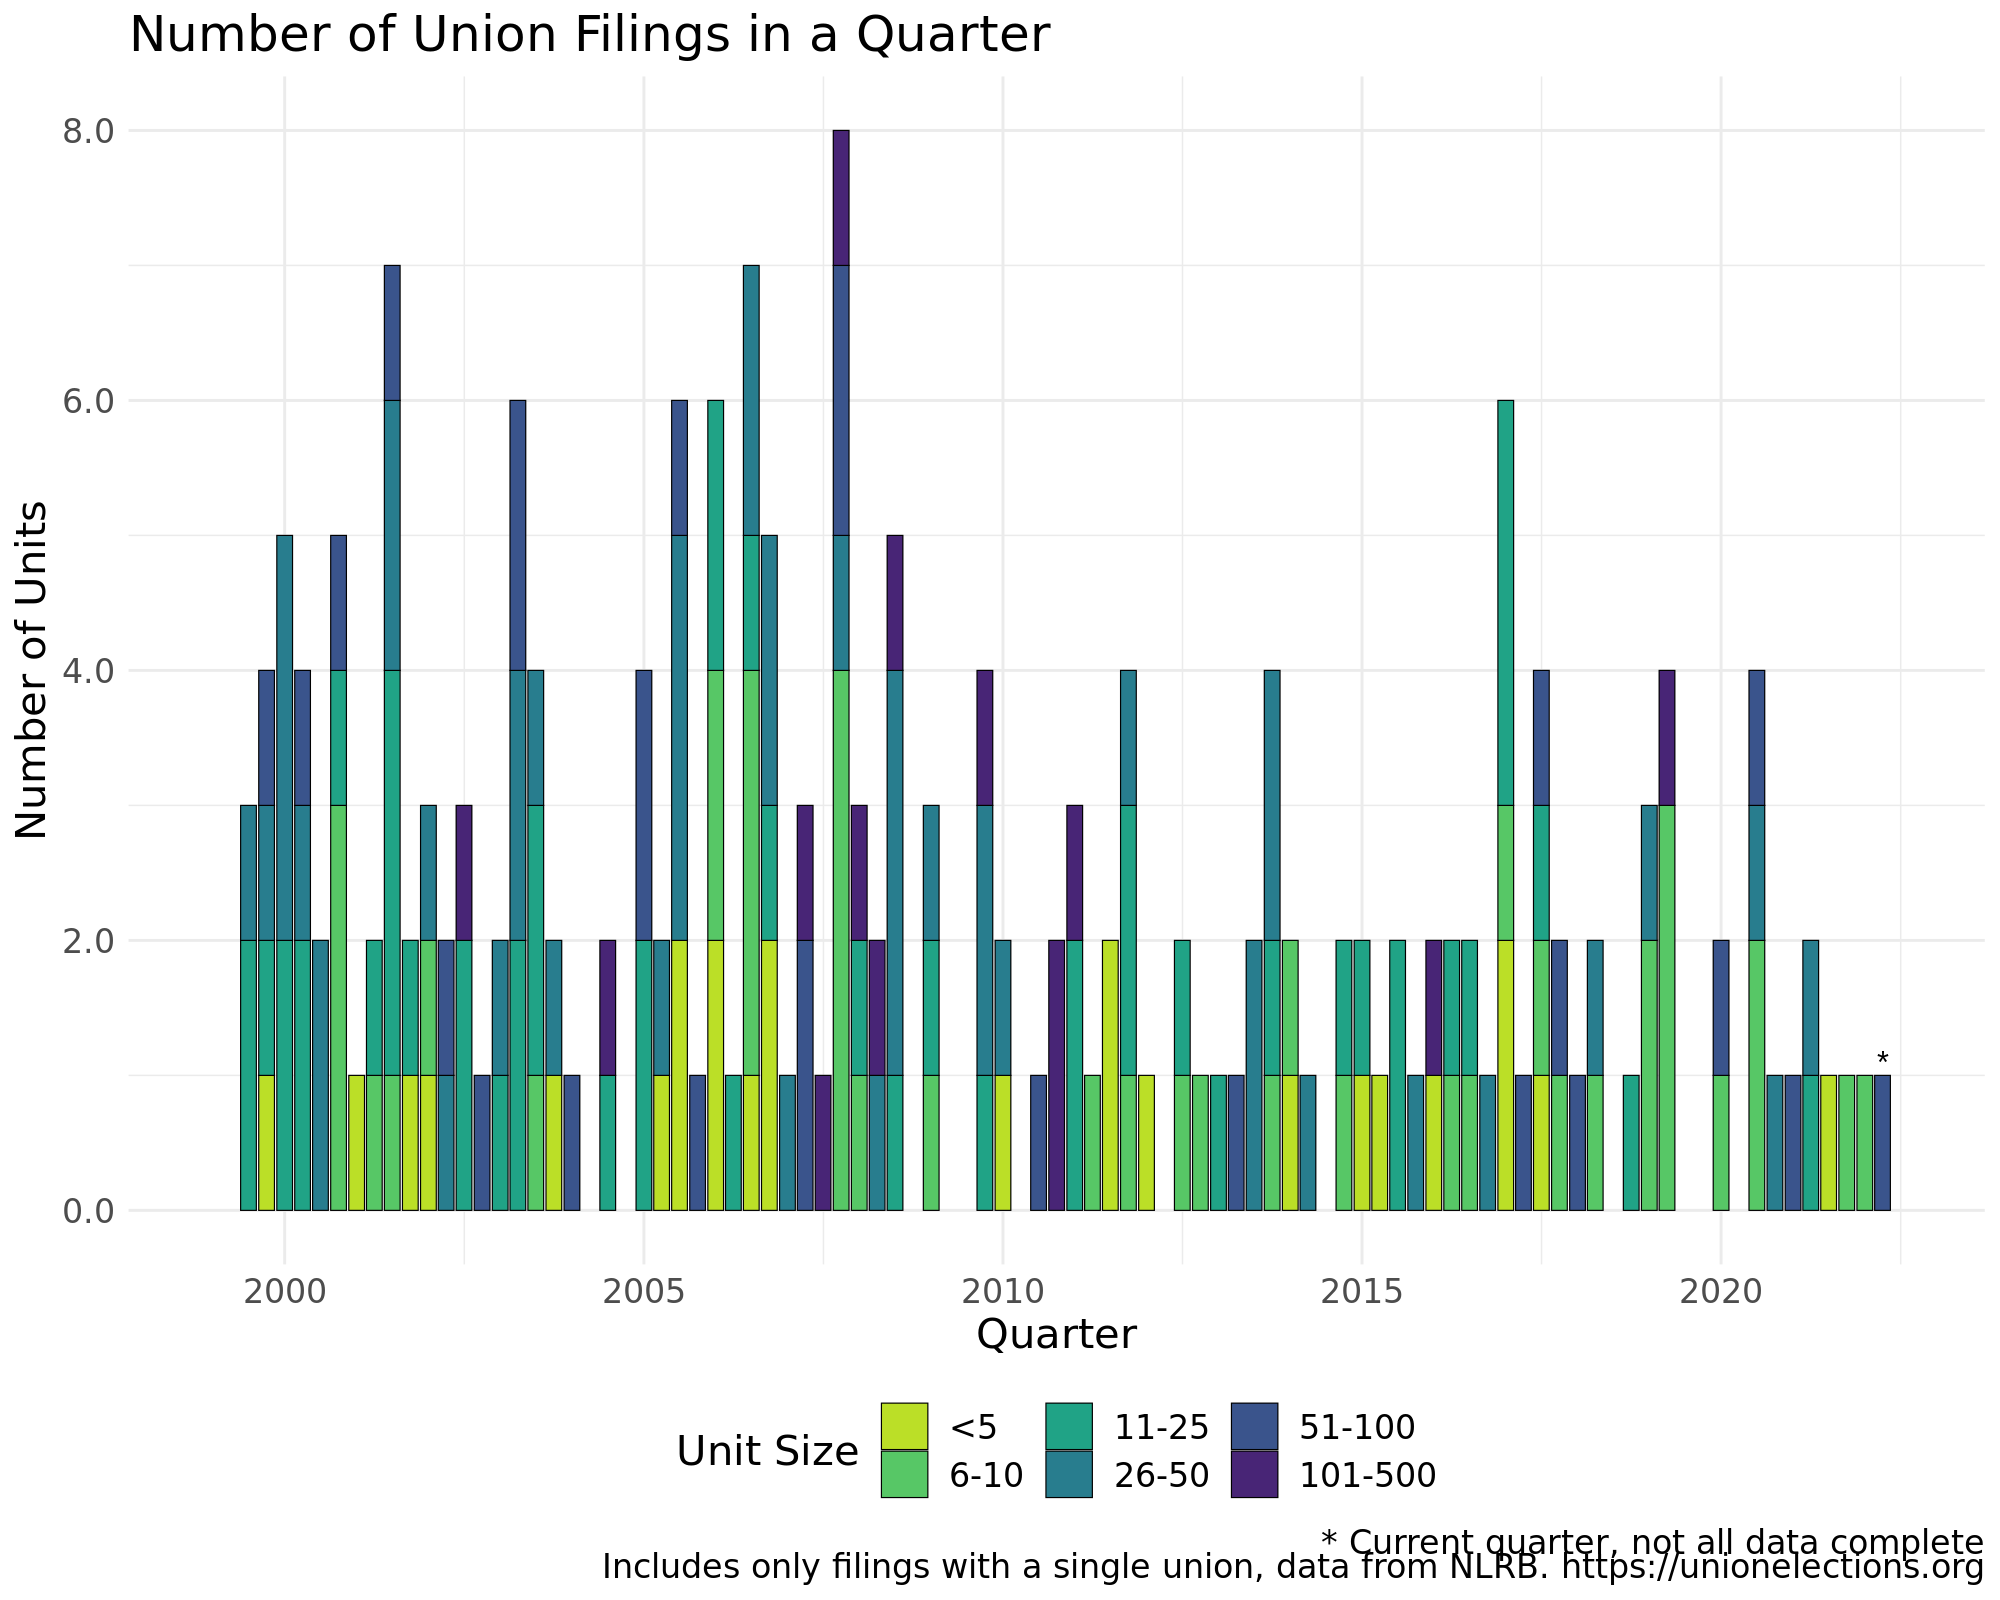 Number of Union Filings in a Quarter
Number of Units
8.0
6.0
4.0
2.0
0.0
*
2000 2005 2010 2015 2020
Quarter
Unit Size
<5 11-25 51-100
6-10 26-50 101-500
* Current quarter, not all data complete
Includes only filings with a single union, data from NLRB. https://unionelections.org